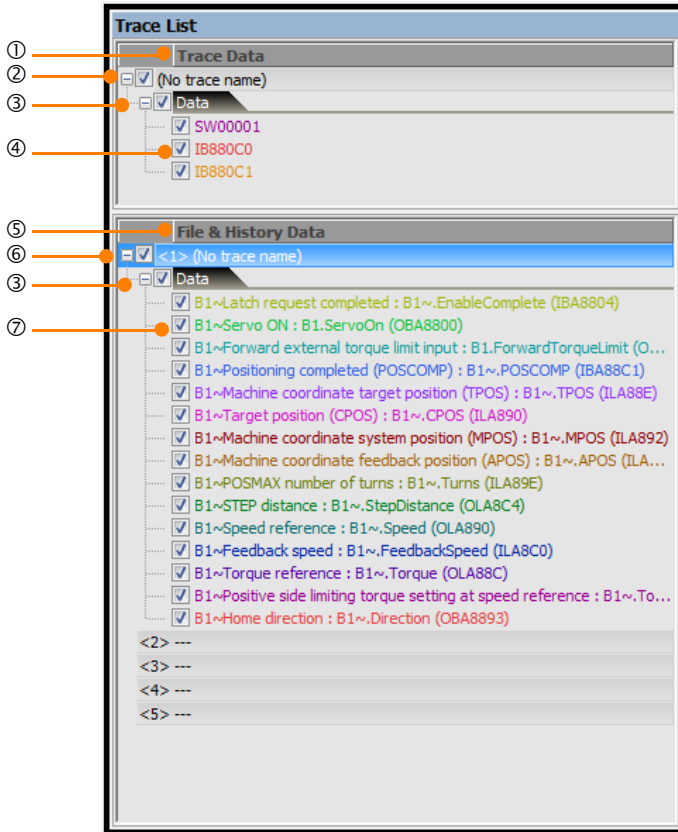 Trace List
① Trace Data
② (No trace name)
③ Data
SW00001
④ IB880C0
IB880C1
⑤ File & History Data
⑥ <1> (No trace name)
③ Data
B1~Latch request completed : B1~.EnableComplete (IBA8804)
⑦ B1~Servo ON : B1.ServoOn (OBA8800)
B1~Forward external torque limit input : B1.ForwardTorqueLimit (O...
B1~Positioning completed (POSCOMP) : B1~.POSCOMP (IBA88C1)
B1~Machine coordinate target position (TPOS) : B1~.TPOS (ILA88E)
B1~Target position (CPOS) : B1~.CPOS (ILA890)
B1~Machine coordinate system position (MPOS) : B1~.MPOS (ILA892)
B1~Machine coordinate feedback position (APOS) : B1~.APOS (ILA...
B1~POSMAX number of turns : B1~.Turns (ILA89E)
B1~STEP distance : B1~.StepDistance (OLA8C4)
B1~Speed reference : B1~.Speed (OLA890)
B1~Feedback speed : B1~.FeedbackSpeed (ILA8C0)
B1~Torque reference : B1~.Torque (OLA88C)
B1~Positive side limiting torque setting at speed reference : B1~.To...
B1~Home direction : B1~.Direction (OBA8893)
<2> ---
<3> ---
<4> ---
<5> ---